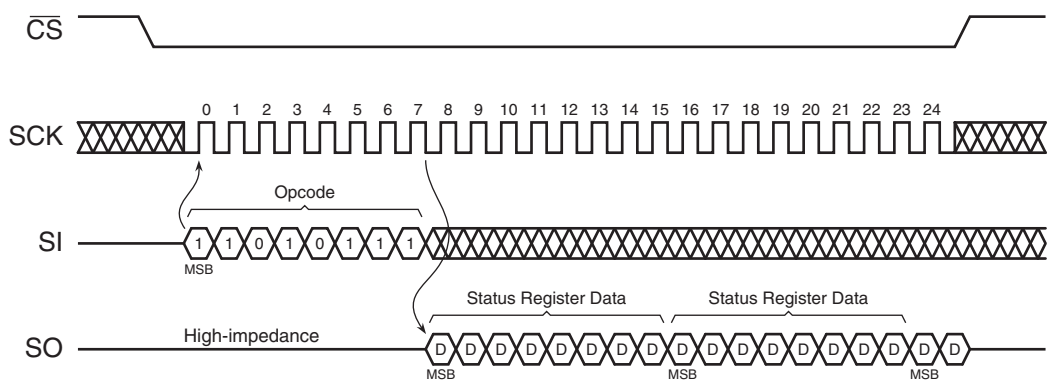 CS
0 1 2 3 4 5 6 7 8 9 10 11 12 13 14 15 16 17 18 19 20 21 22 23 24
SCK
Opcode
SI 1 1 0 1 0 1 1 1
MSB
Status Register Data Status Register Data
High-impedance
SO D D D D D D D D D D D D D D D D D D
MSB MSB MSB